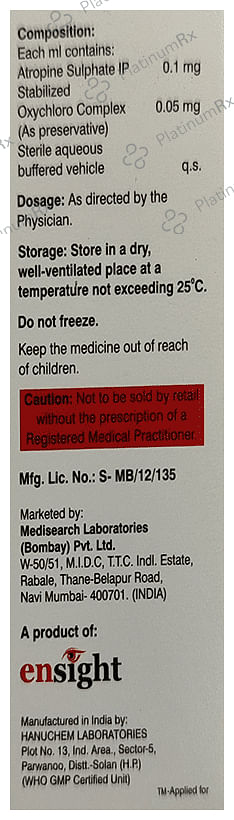 Composition:
Each ml contains:
Atropine Sulphate IP 0.1 mg
Stabilized
Oxychloro Complex 0.05 mg
(As preservative)
Sterile aqueous
buffered vehicle q.s.
Dosage: As directed by the
Physician.
Storage: Store in a dry,
well-ventilated place at a
temperature not exceeding 25°C.
Do not freeze.
Keep the medicine out of reach
of children.
Caution: Not to be sold by retail
without the prescription of a
Registered Medical Practitioner.
Mfg. Lic. No.: S- MB/12/135
Marketed by:
Medisearch Laboratories
(Bombay) Pvt. Ltd.
W-50/51, M.I.D.C, T.T.C. Indl. Estate,
Rabale, Thane-Belapur Road,
Navi Mumbai- 400701. (INDIA)
A product of:
ensight
Manufactured in India by:
HANUCHEM LABORATORIES
Plot No. 13, Ind. Area., Sector-5,
Parwanoo, Distt.-Solan (H.P.)
(WHO GMP Certified Unit)
TM-Applied for
PlatinumRx
PlatinumRx
PlatinumRx